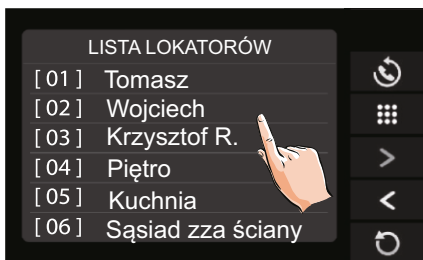 LISTA LOKATORÓW
[ 01 ] Tomasz
[ 02 ] Wojciech
[ 03 ] Krzysztof R.
[ 04 ] Piętro
[ 05 ] Kuchnia
[ 06 ] Sąsiad zza ściany